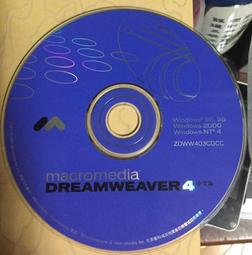 Windows® 95, 98,
Windows 2000
Windows NT® 4
ZDWW403CDCC
macromedia®
DREAMWEAVER® 4 中文版